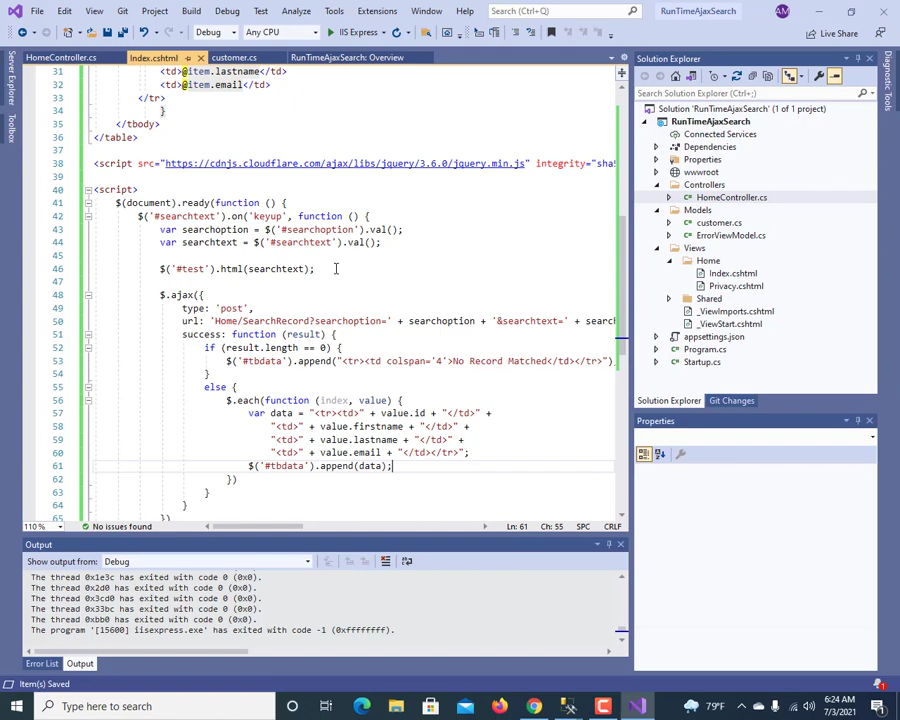 File Edit View Git Project Build Debug Test Analyze Tools Extensions Window Help Search (Ctrl+;) RunTimeAjaxSearch AM
Debug Any CPU IIS Express Live Share
HomeController.cs Index.cshtml customer.cs RunTimeAjaxSearch: Overview
Server Explorer
Toolbox
31 <td>@item.lastname</td>
32 <td>@item.email</td>
33 </tr>
34 }
35 </tbody>
36 </table>
37
38 <script src="https://cdnjs.cloudflare.com/ajax/libs/jquery/3.6.0/jquery.min.js" integrity="sha5
39
40 <script>
41 $(document).ready(function () {
42 $('#searchtext').on('keyup', function () {
43 var searchoption = $('#searchoption').val();
44 var searchtext = $('#searchtext').val();
45
46 $('#test').html(searchtext);
47
48 $.ajax({
49 type: 'post',
50 url: 'Home/SearchRecord?searchoption=' + searchoption + '&searchtext=' + searc
51 success: function (result) {
52 if (result.length == 0) {
53 $('#tbdata').append("<tr><td colspan='4'>No Record Matched</td></tr>")
54 }
55 else {
56 $.each(function (index, value) {
57 var data = "<tr><td>" + value.id + "</td>" +
58 "<td>" + value.firstname + "</td>" +
59 "<td>" + value.lastname + "</td>" +
60 "<td>" + value.email + "</td></tr>";
61 $('#tbdata').append(data);
62 })
63 }
64 }
65 })
110 % No issues found Ln: 61 Ch: 55 SPC CRLF
Output
Show output from: Debug
The thread 0x1e3c has exited with code 0 (0x0).
The thread 0x2d0 has exited with code 0 (0x0).
The thread 0x3cd0 has exited with code 0 (0x0).
The thread 0x33bc has exited with code 0 (0x0).
The thread 0xbb0 has exited with code 0 (0x0).
The program '[15600] iisexpress.exe' has exited with code -1 (0xffffffff).
Error List Output
Solution Explorer
Search Solution Explorer (Ctrl+;)
Solution 'RunTimeAjaxSearch' (1 of 1 project)
RunTimeAjaxSearch
Connected Services
Dependencies
Properties
wwwroot
Controllers
HomeController.cs
Models
customer.cs
ErrorViewModel.cs
Views
Home
Index.cshtml
Privacy.cshtml
Shared
_ViewImports.cshtml
_ViewStart.cshtml
appsettings.json
Program.cs
Startup.cs
Solution Explorer Git Changes
Properties
Diagnostic Tools
Item(s) Saved 1
Type here to search 79°F 6:24 AM
7/3/2021